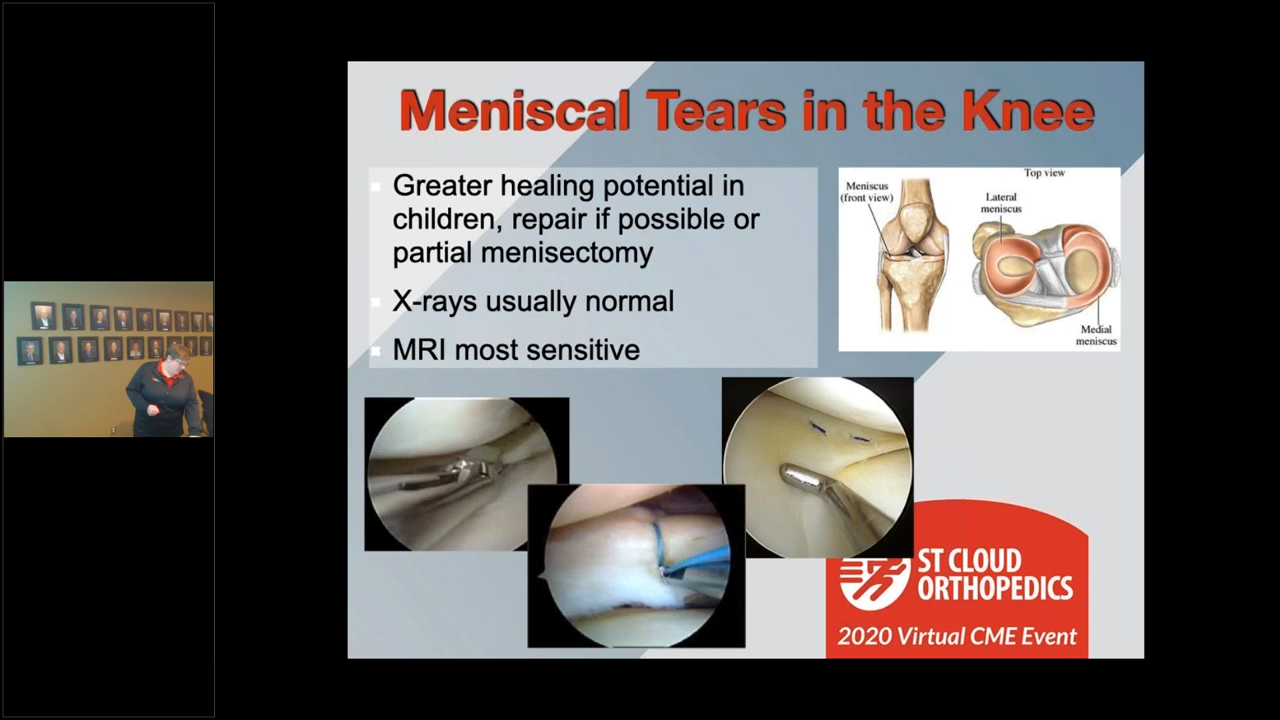 Meniscal Tears in the Knee
Greater healing potential in
children, repair if possible or
partial menisectomy
X-rays usually normal
MRI most sensitive
Top view
Meniscus
(front view)
Lateral
meniscus
Medial
meniscus
ST CLOUD
ORTHOPEDICS
2020 Virtual CME Event